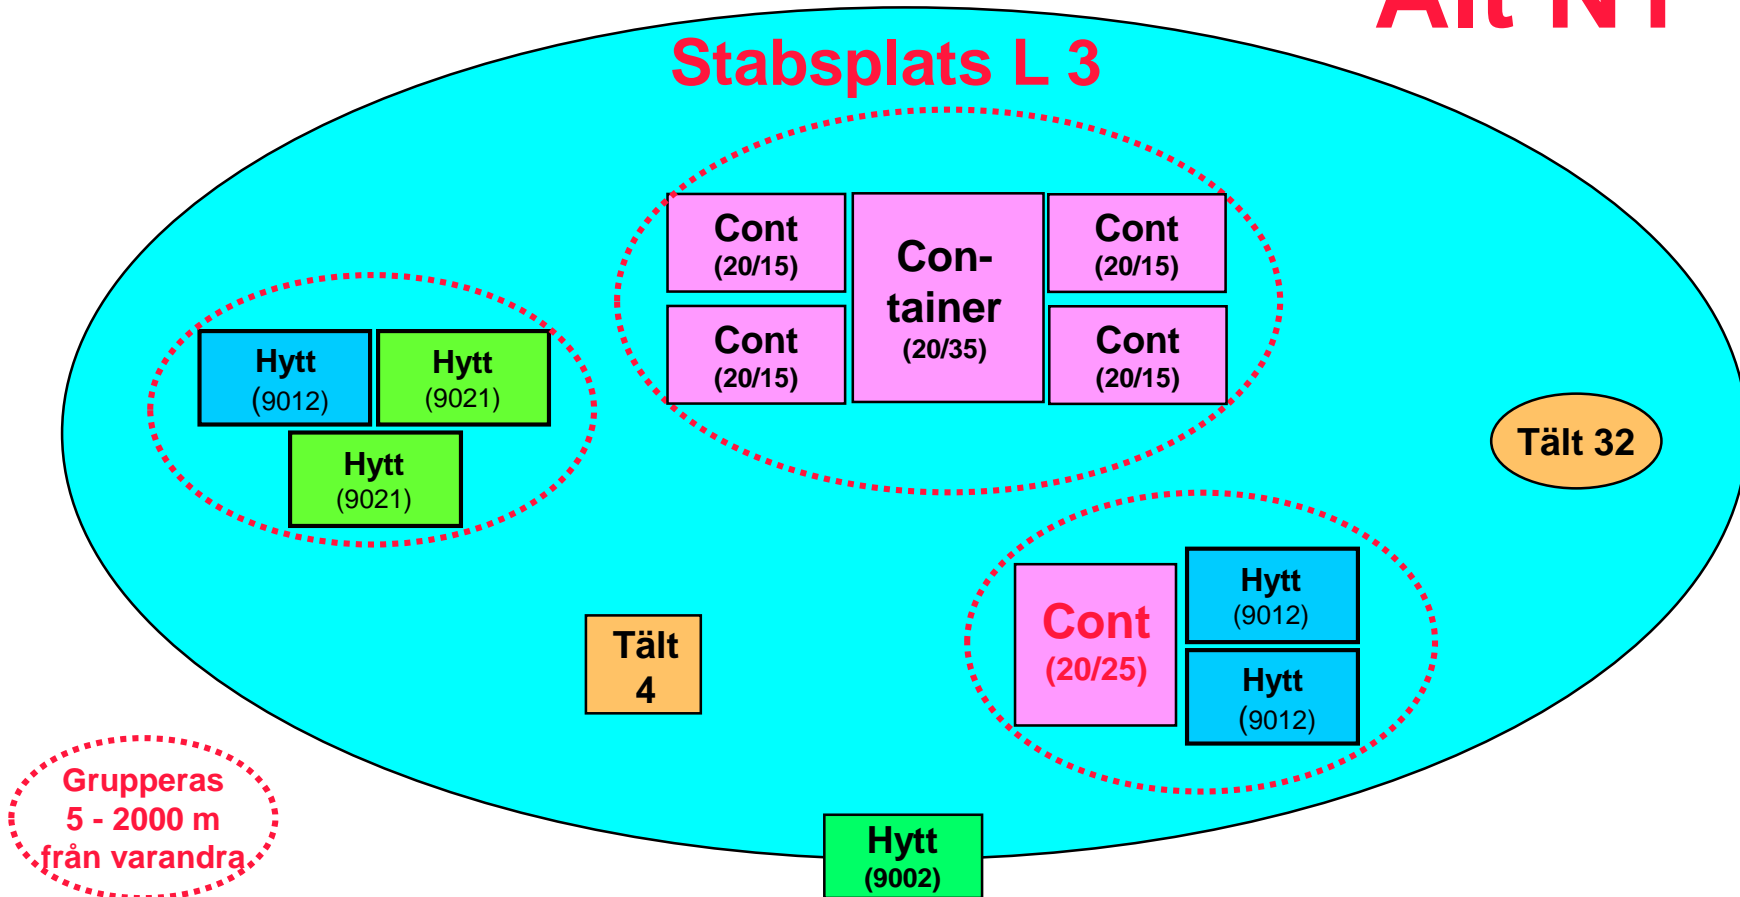 Alt N1
Stabsplats L 3
Cont
(20/15)
Con-
tainer
(20/35)
Cont
(20/15)
Cont
(20/15)
Cont
(20/15)
Hytt
(9012)
Hytt
(9021)
Hytt
(9021)
Tält 32
Cont
(20/25)
Hytt
(9012)
Hytt
(9012)
Tält
4
Grupperas
5 - 2000 m
från varandra
Hytt
(9002)